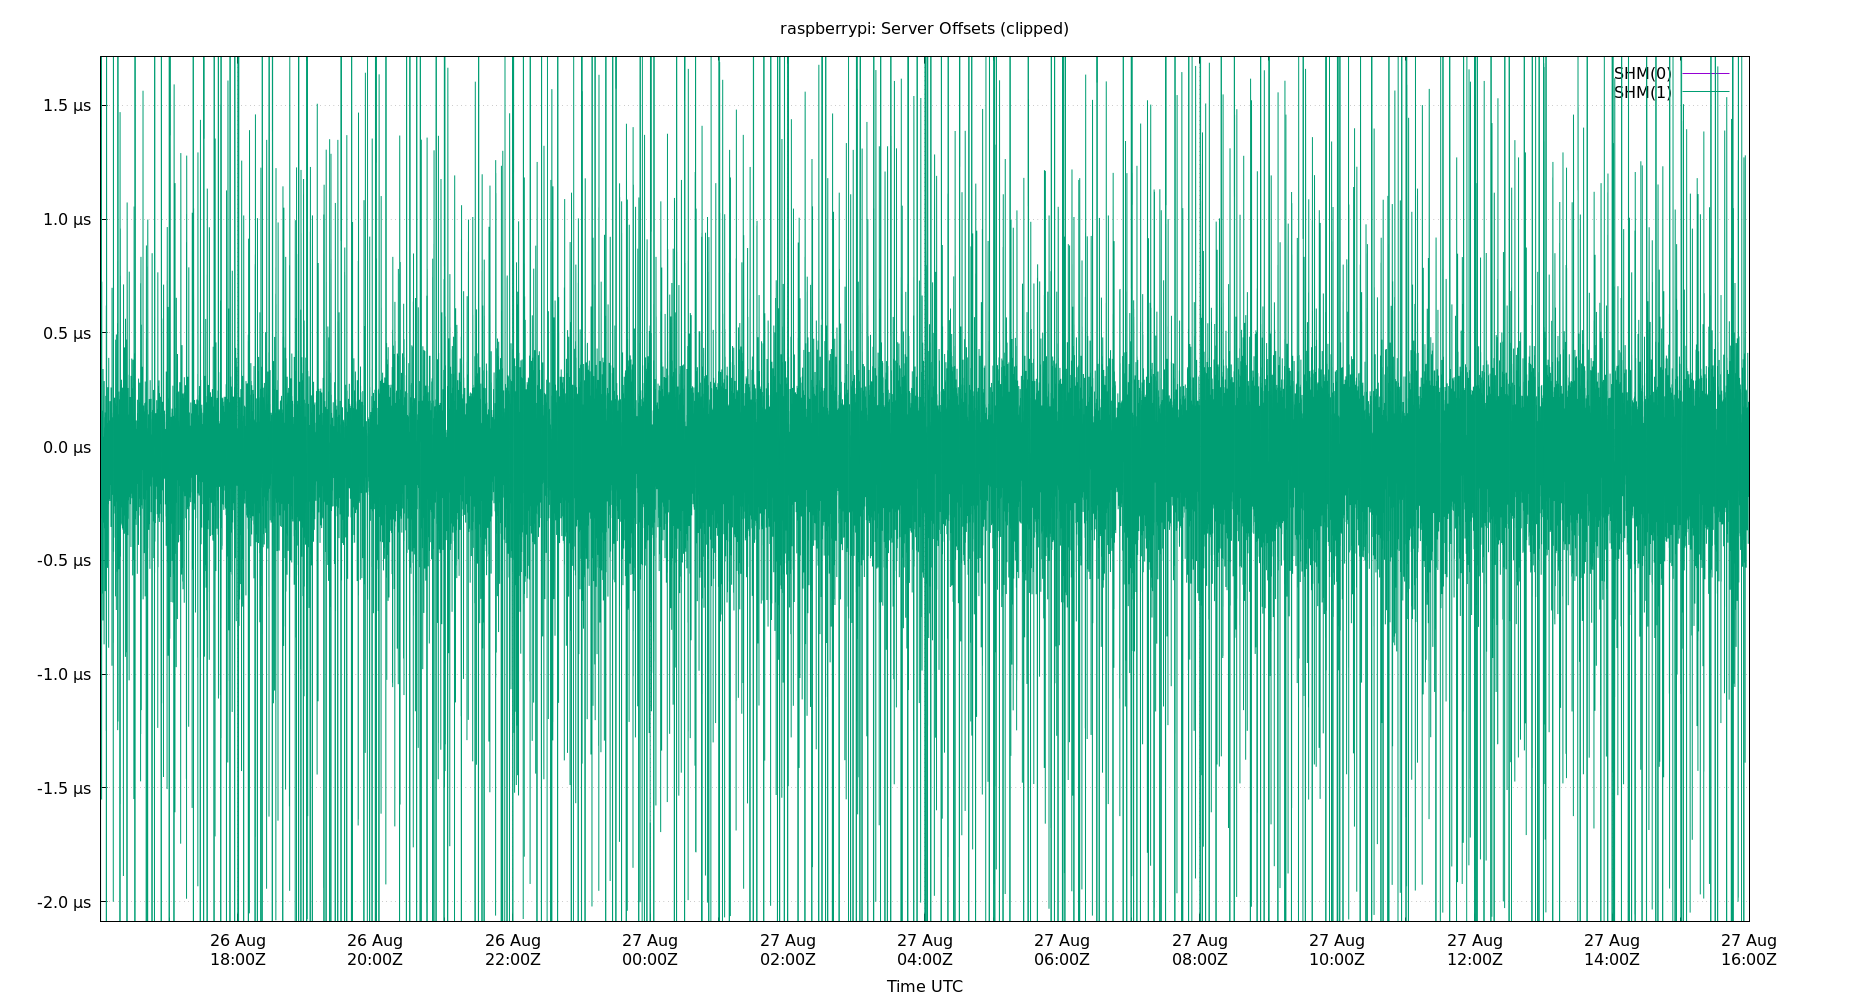 raspberrypi: Server Offsets (clipped)
SHM(0)
SHM(1)
1.5 µs
1.0 µs
0.5 µs
0.0 µs
-0.5 µs
-1.0 µs
-1.5 µs
-2.0 µs
26 Aug 26 Aug 26 Aug 27 Aug 27 Aug 27 Aug 27 Aug 27 Aug 27 Aug 27 Aug 27 Aug 27 Aug
18:00Z 20:00Z 22:00Z 00:00Z 02:00Z 04:00Z 06:00Z 08:00Z 10:00Z 12:00Z 14:00Z 16:00Z
Time UTC